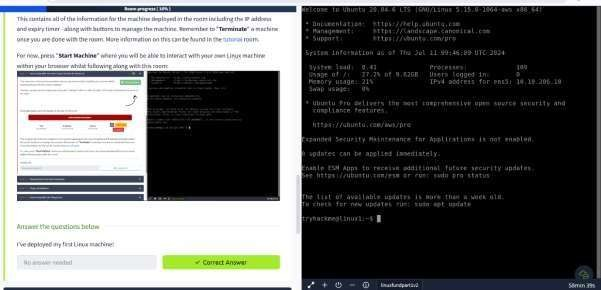 Room progress ( 16% )
This contains all of the information for the machine deployed in the room including the IP address
and expiry timer - along with buttons to manage the machine. Remember to "Terminate" a machine
once you are done with the room. More information on this can be found in the tutorial room.
For now, press "Start Machine" where you will be able to interact with your own Linux machine
within your browser whilst following along with this room:
Answer the questions below
I've deployed my first Linux machine!
No answer needed
✓ Correct Answer
Welcome to Ubuntu 20.04.6 LTS (GNU/Linux 5.15.0-1064-aws x86_64)
* Documentation: https://help.ubuntu.com
* Management: https://landscape.canonical.com
* Support: https://ubuntu.com/pro
System information as of Thu Jul 11 09:46:09 UTC 2024
System load: 0.41 Processes: 109
Usage of /: 27.2% of 9.62GB Users logged in: 0
Memory usage: 21% IPv4 address for ens5: 10.10.206.18
Swap usage: 0%
* Ubuntu Pro delivers the most comprehensive open source security and
compliance features.
https://ubuntu.com/aws/pro
Expanded Security Maintenance for Applications is not enabled.
0 updates can be applied immediately.
Enable ESM Apps to receive additional future security updates.
See https://ubuntu.com/esm or run: sudo pro status
The list of available updates is more than a week old.
To check for new updates run: sudo apt update
tryhackme@linux1:~$
linuxfundpart1v2
58min 39s